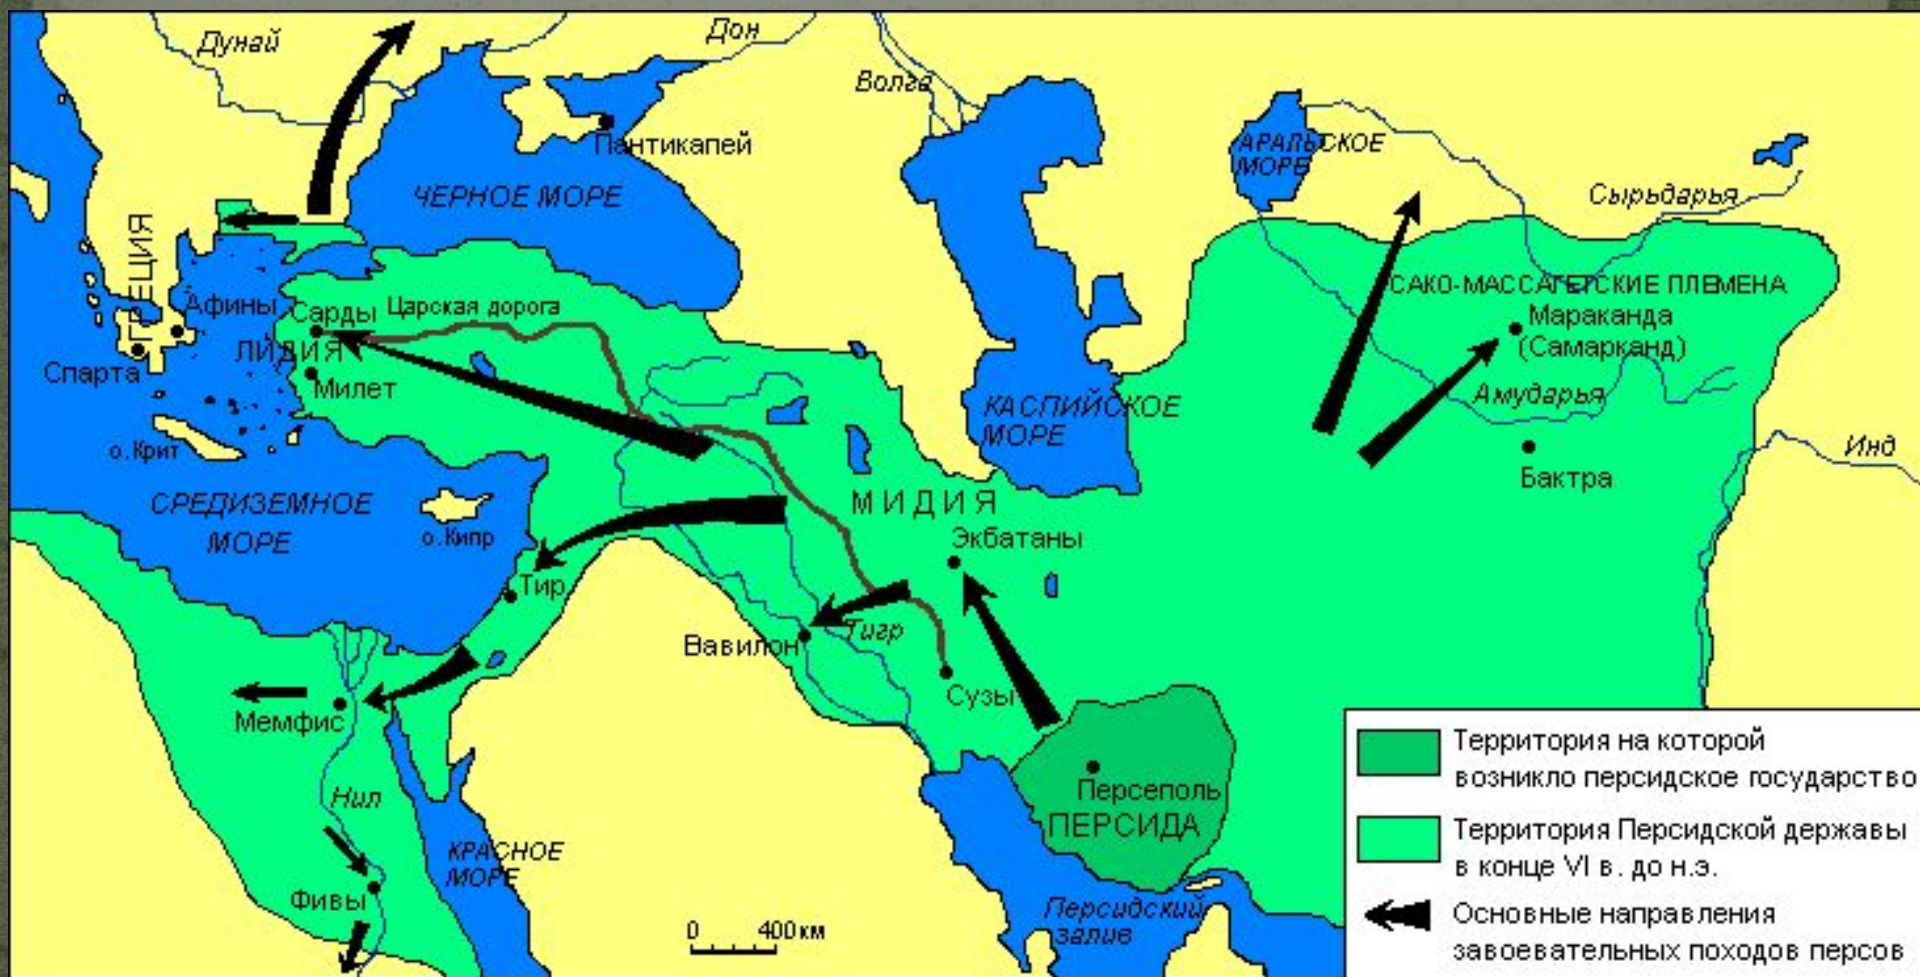 Дунай
Дон
Волга
Пантикапей
АРАЛЬСКОЕ
МОРЕ
Сырьдарья
ЧЕРНОЕ МОРЕ
ГРЕЦИЯ
САКО-МАССАГЕТСКИЕ ПЛЕМЕНА
Афины
Сарды
Царская дорога
Мараканда
(Самарканд)
ЛИДИЯ
Спарта
Милет
Амударья
КАСПИЙСКОЕ
МОРЕ
о.Крит
Инд
Бактра
СРЕДИЗЕМНОЕ
МОРЕ
МИДИЯ
о.Кипр
Экбатаны
Тир
Тигр
Вавилон
Сузы
Мемфис
Нил
Персеполь
ПЕРСИДА
КРАСНОЕ
МОРЕ
Фивы
Персидский
залив
0 400 км
Территория на которой
возникло персидское государство
Территория Персидской державы
в конце VI в. до н.э.
Основные направления
завоевательных походов персов